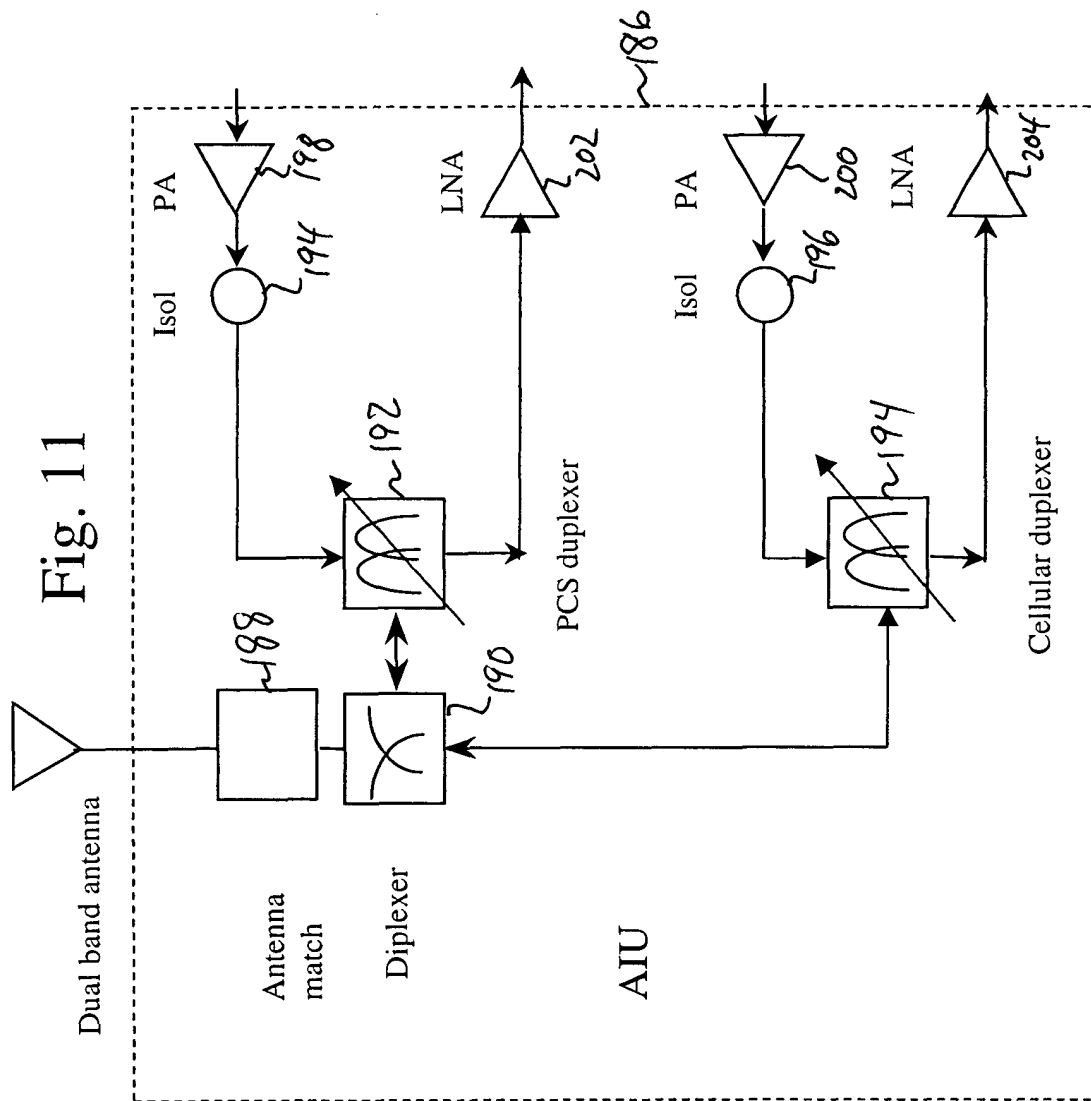 Fig. 11
Dual band antenna
Antenna
match
188
Diplexer
190
AIU
186
PCS duplexer
192
Isol
194
PA
198
LNA
202
Cellular duplexer
194
Isol
196
PA
200
LNA
204